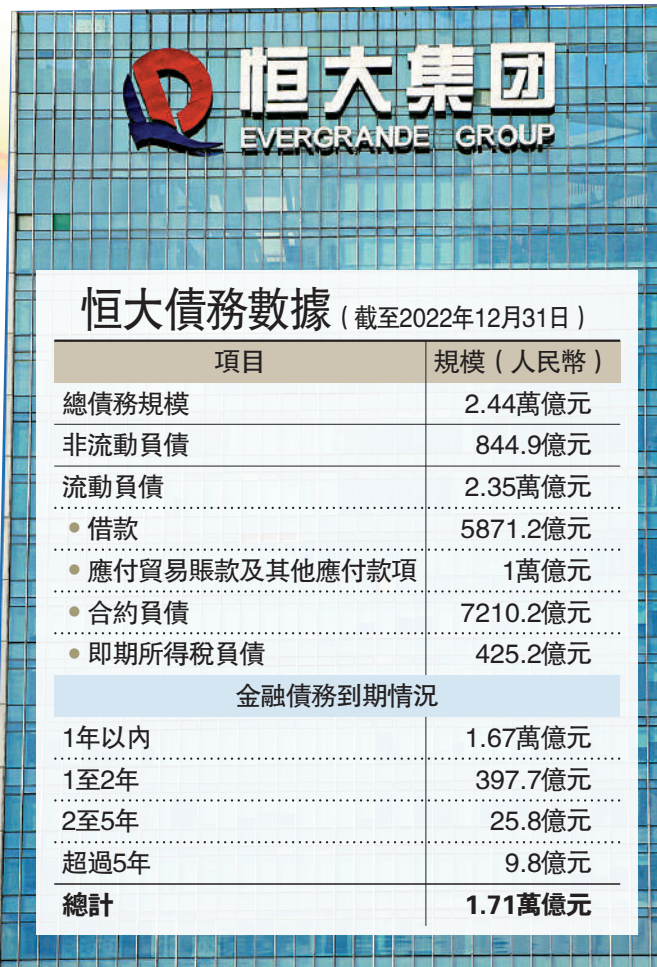 恒大集团
EVERGRANDE GROUP
恒大債務數據（截至2022年12月31日）
項目 規模（人民幣）
總債務規模 2.44萬億元
非流動負債 844.9億元
流動負債 2.35萬億元
• 借款 5871.2億元
• 應付貿易賬款及其他應付款項 1萬億元
• 合約負債 7210.2億元
• 即期所得稅負債 425.2億元
金融債務到期情況
1年以內 1.67萬億元
1至2年 397.7億元
2至5年 25.8億元
超過5年 9.8億元
總計 1.71萬億元